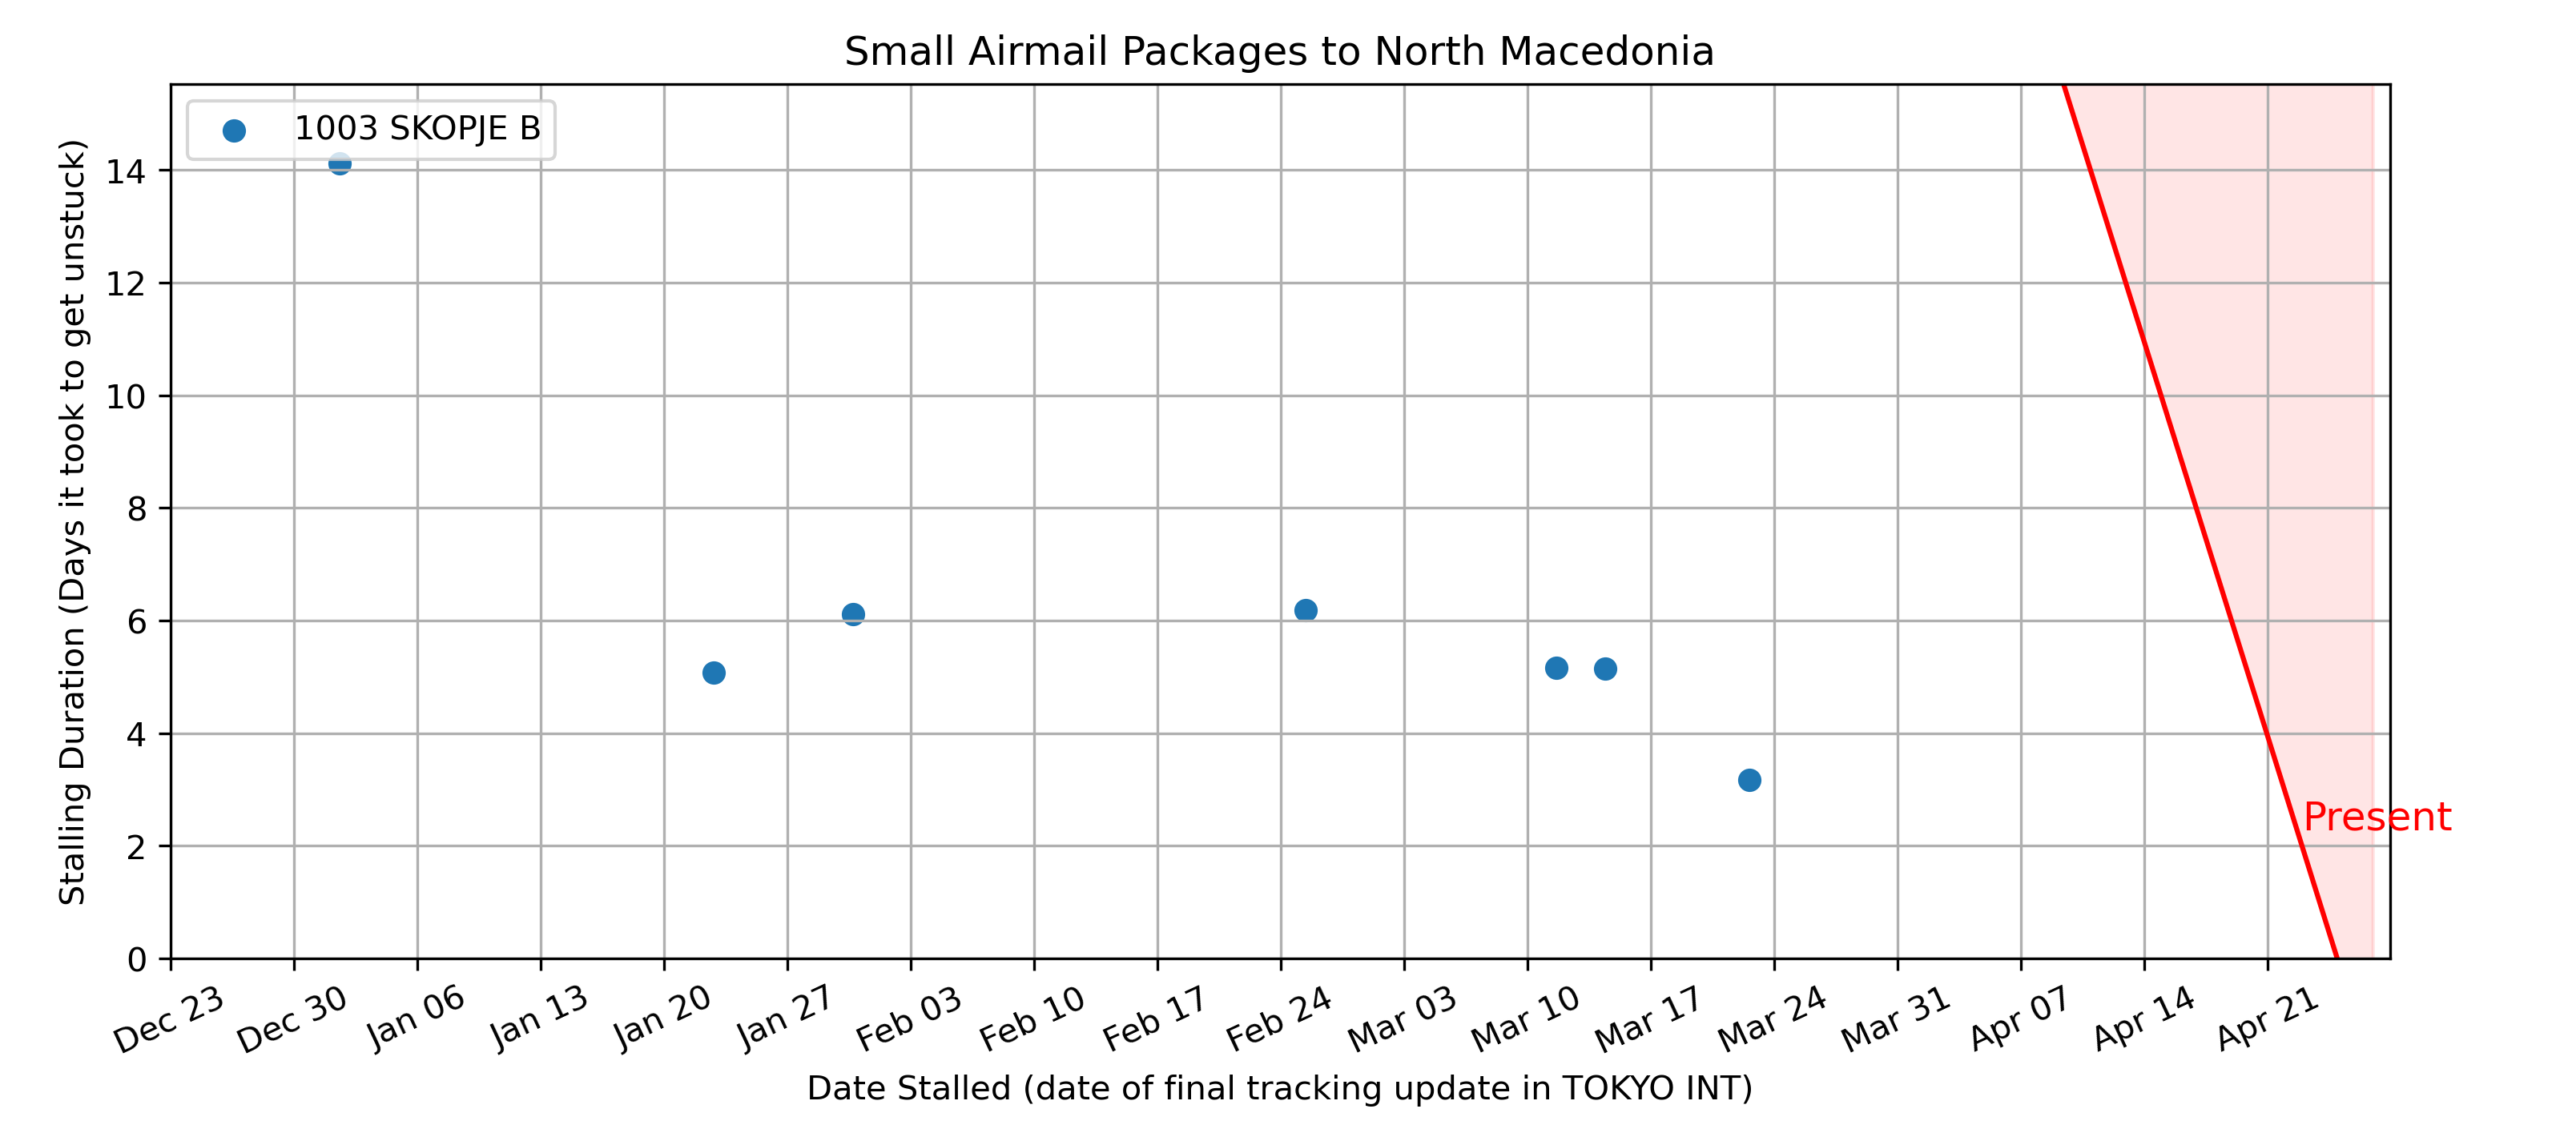 Small Airmail Packages to North Macedonia
1003 SKOPJE B
Stalling Duration (Days it took to get unstuck)
14
12
10
8
6
4
2
0
Present
Dec 23
Dec 30
Jan 06
Jan 13
Jan 20
Jan 27
Feb 03
Feb 10
Feb 17
Feb 24
Mar 03
Mar 10
Mar 17
Mar 24
Mar 31
Apr 07
Apr 14
Apr 21
Date Stalled (date of final tracking update in TOKYO INT)